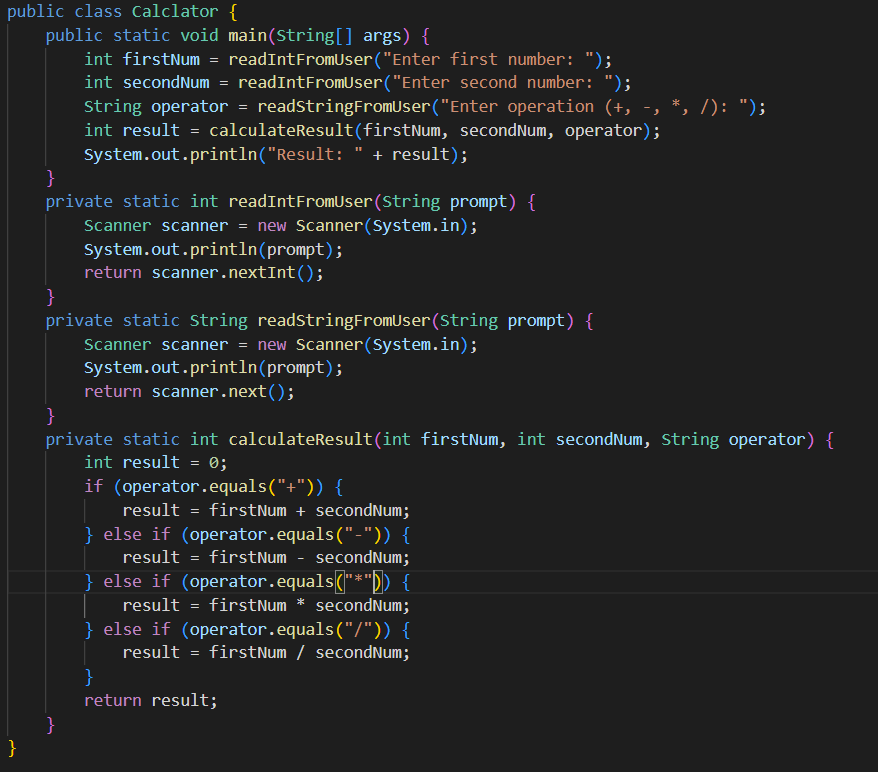 public class Calclator {
    public static void main(String[] args) {
        int firstNum = readIntFromUser("Enter first number: ");
        int secondNum = readIntFromUser("Enter second number: ");
        String operator = readStringFromUser("Enter operation (+, -, *, /): ");
        int result = calculateResult(firstNum, secondNum, operator);
        System.out.println("Result: " + result);
    }
    private static int readIntFromUser(String prompt) {
        Scanner scanner = new Scanner(System.in);
        System.out.println(prompt);
        return scanner.nextInt();
    }
    private static String readStringFromUser(String prompt) {
        Scanner scanner = new Scanner(System.in);
        System.out.println(prompt);
        return scanner.next();
    }
    private static int calculateResult(int firstNum, int secondNum, String operator) {
        int result = 0;
        if (operator.equals("+")) {
            result = firstNum + secondNum;
        } else if (operator.equals("-")) {
            result = firstNum - secondNum;
        } else if (operator.equals("*")) {
            result = firstNum * secondNum;
        } else if (operator.equals("/")) {
            result = firstNum / secondNum;
        }
        return result;
    }
}